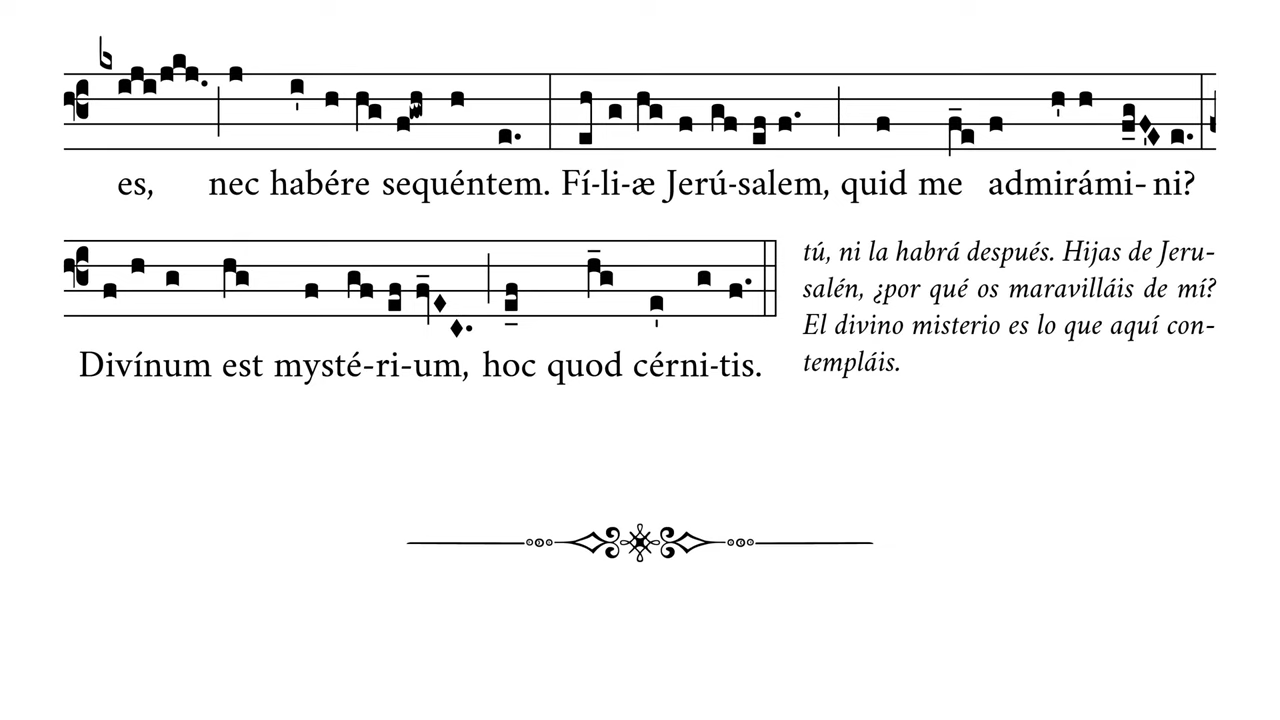 es, nec habére sequéntem. Fí-li-æ Jerú-salem, quid me admirámi-ni?
Divínum est mysté-ri-um, hoc quod cérni-tis.
tú, ni la habrá después. Hijas de Jeru-
salén, ¿por qué os maravilláis de mí?
El divino misterio es lo que aquí con-
templáis.